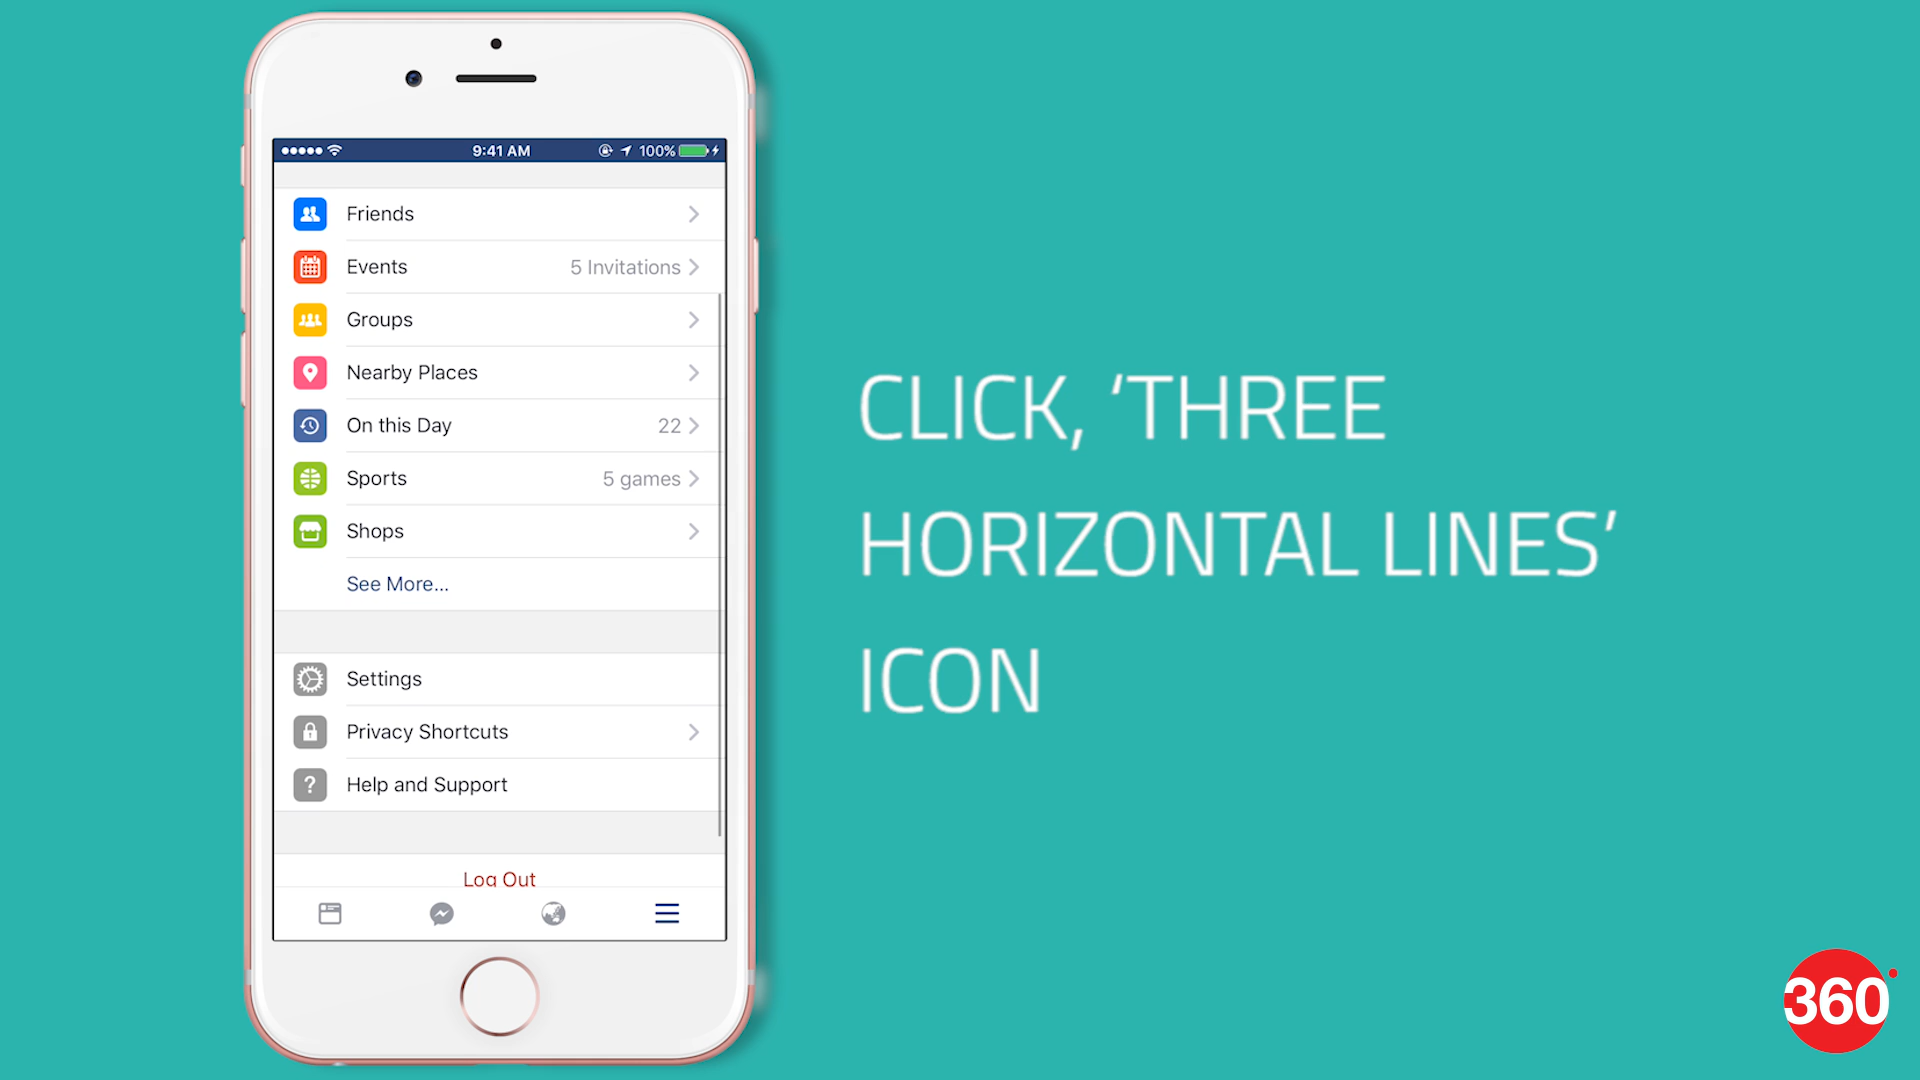 9:41 AM
100%
Friends
Events 5 Invitations
Groups
Nearby Places
On this Day 22
Sports 5 games
Shops
See More...
Settings
Privacy Shortcuts
Help and Support
Log Out
CLICK, ‘THREE
HORIZONTAL LINES’
ICON
360